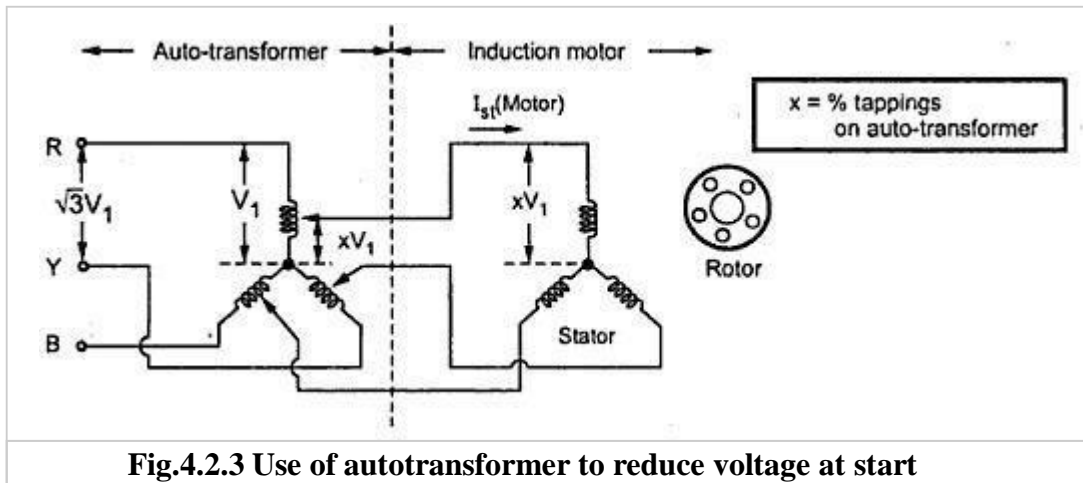 Auto-transformer
Induction motor
I_st(Motor)
x = % tappings
on auto-transformer
R
√3V₁
V₁
xV₁
xV₁
Y
B
Stator
Rotor
Fig.4.2.3 Use of autotransformer to reduce voltage at start